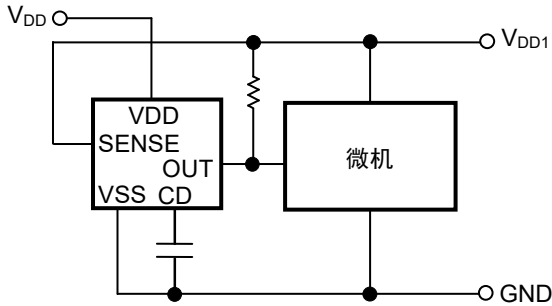 VDD
VDD1
VDD
SENSE
OUT
VSS CD
微机
GND